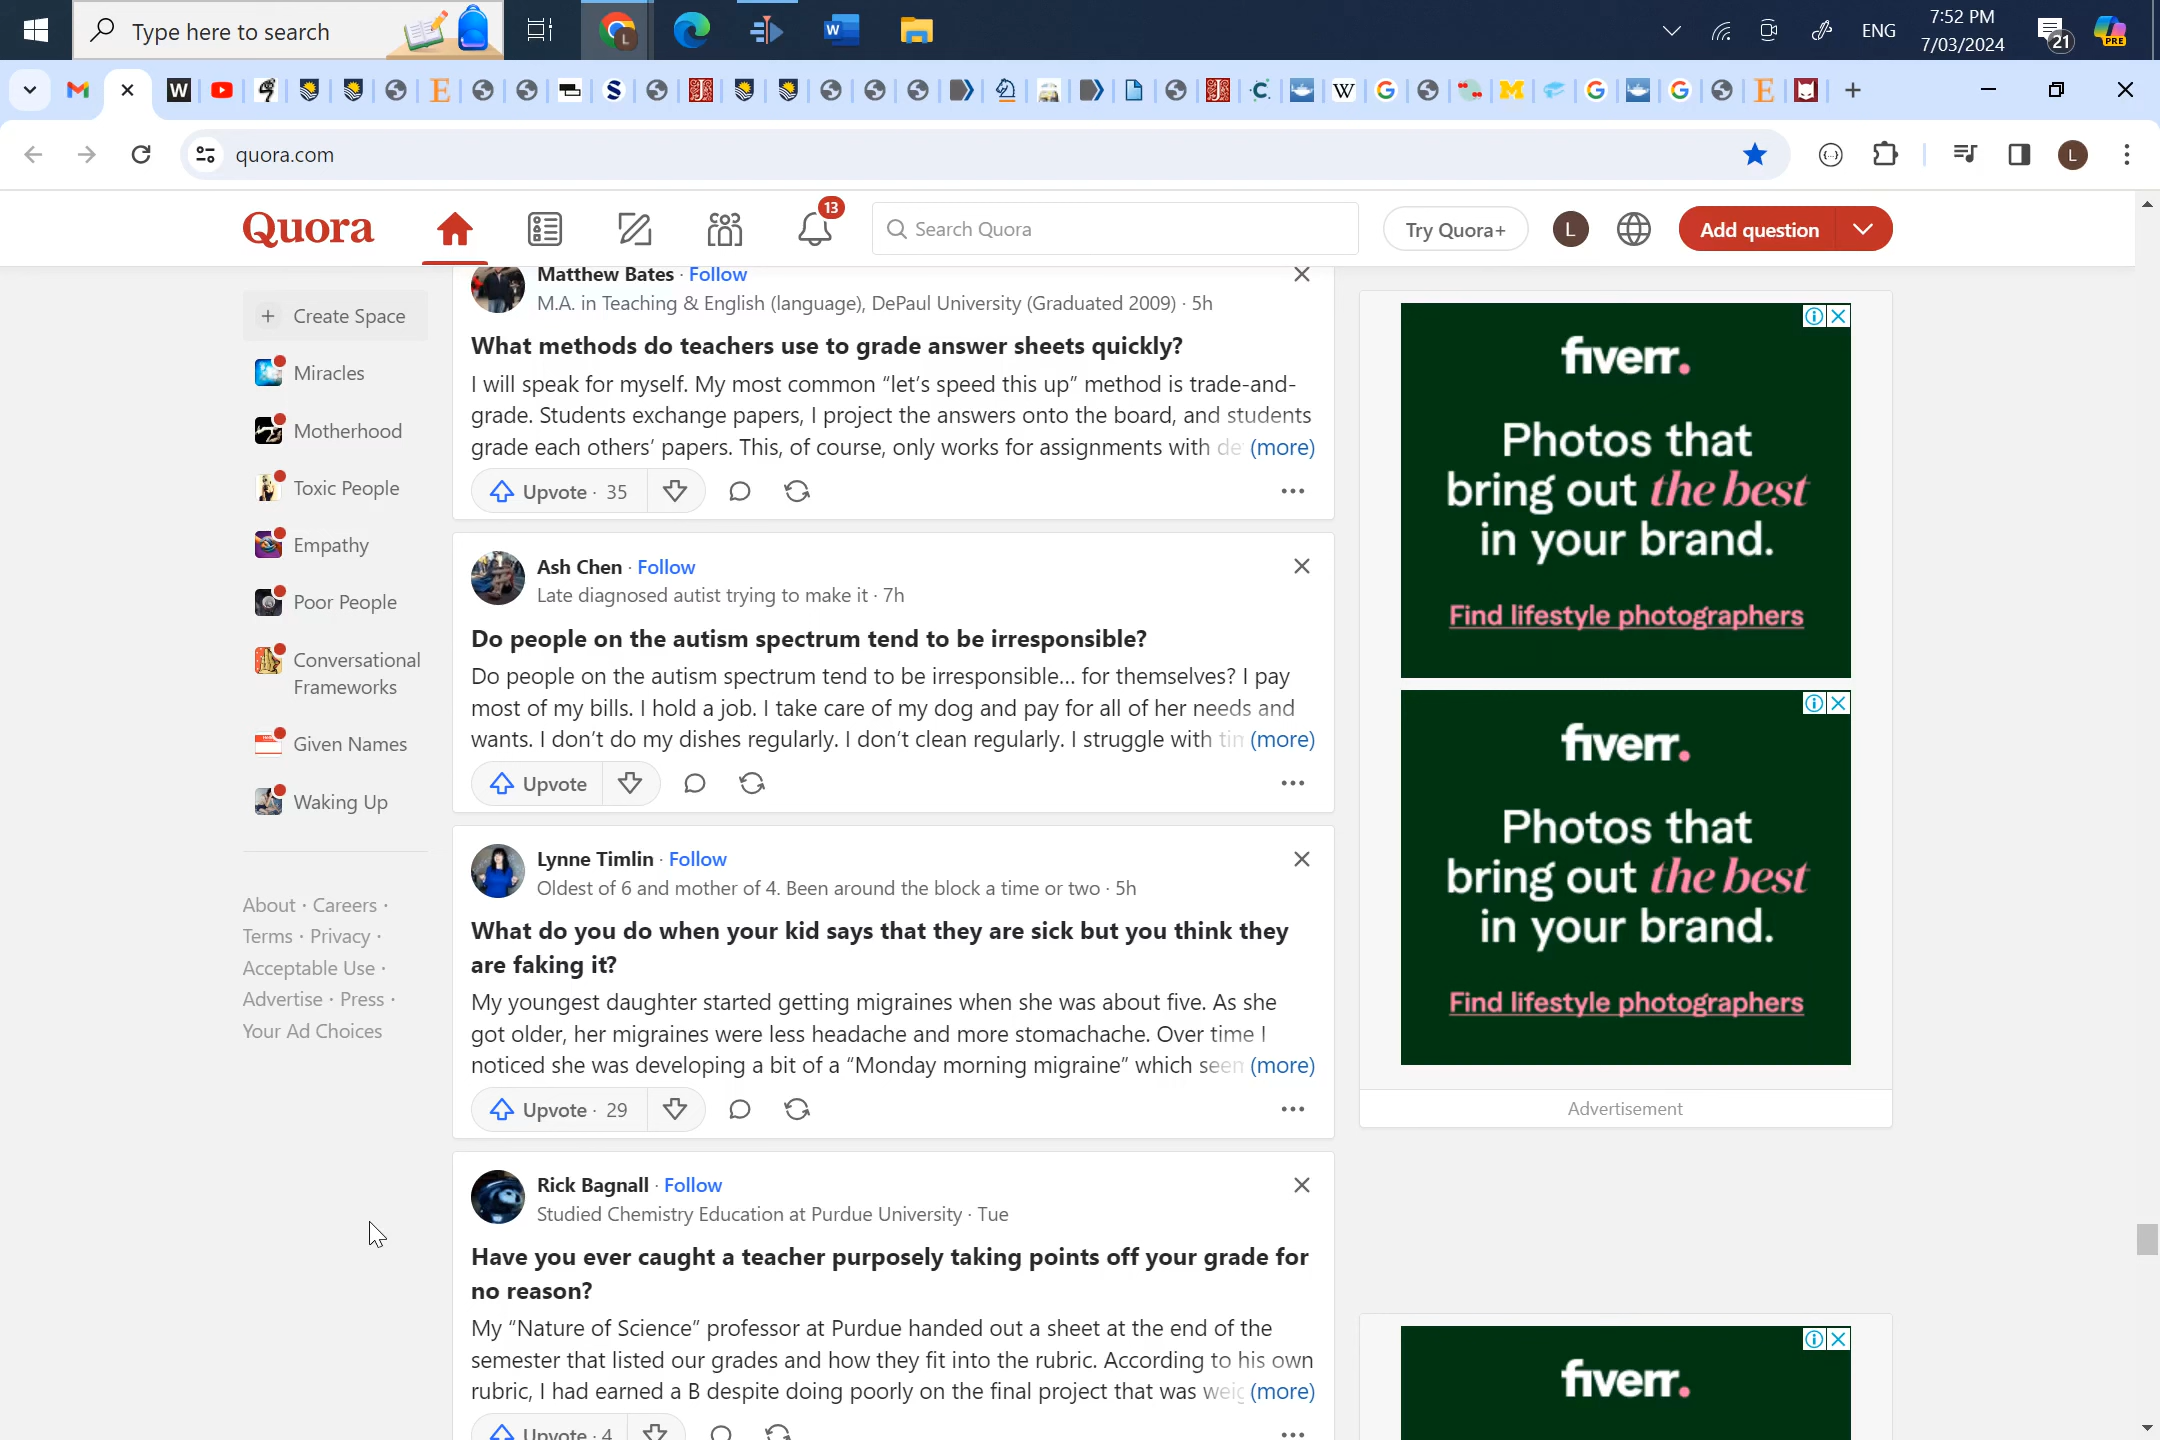 Type here to search
ENG
7:52 PM
7/03/2024
21
PRE
quora.com
L
Quora
13
Search Quora
Try Quora+
L
Add question
Create Space
Miracles
Motherhood
Toxic People
Empathy
Poor People
Conversational
Frameworks
Given Names
Waking Up
About · Careers ·
Terms · Privacy ·
Acceptable Use ·
Advertise · Press ·
Your Ad Choices
Matthew Bates · Follow
M.A. in Teaching & English (language), DePaul University (Graduated 2009) · 5h
What methods do teachers use to grade answer sheets quickly?
I will speak for myself. My most common “let’s speed this up” method is trade-and-
grade. Students exchange papers, I project the answers onto the board, and students
grade each others’ papers. This, of course, only works for assignments with de (more)
Upvote · 35
Ash Chen · Follow
Late diagnosed autist trying to make it · 7h
Do people on the autism spectrum tend to be irresponsible?
Do people on the autism spectrum tend to be irresponsible... for themselves? I pay
most of my bills. I hold a job. I take care of my dog and pay for all of her needs and
wants. I don’t do my dishes regularly. I don’t clean regularly. I struggle with tim (more)
Upvote
Lynne Timlin · Follow
Oldest of 6 and mother of 4. Been around the block a time or two · 5h
What do you do when your kid says that they are sick but you think they
are faking it?
My youngest daughter started getting migraines when she was about five. As she
got older, her migraines were less headache and more stomachache. Over time I
noticed she was developing a bit of a “Monday morning migraine” which seem (more)
Upvote · 29
Rick Bagnall · Follow
Studied Chemistry Education at Purdue University · Tue
Have you ever caught a teacher purposely taking points off your grade for
no reason?
My “Nature of Science” professor at Purdue handed out a sheet at the end of the
semester that listed our grades and how they fit into the rubric. According to his own
rubric, I had earned a B despite doing poorly on the final project that was weig (more)
Upvote · 4
fiverr.
Photos that
bring out the best
in your brand.
Find lifestyle photographers
fiverr.
Photos that
bring out the best
in your brand.
Find lifestyle photographers
Advertisement
fiverr.